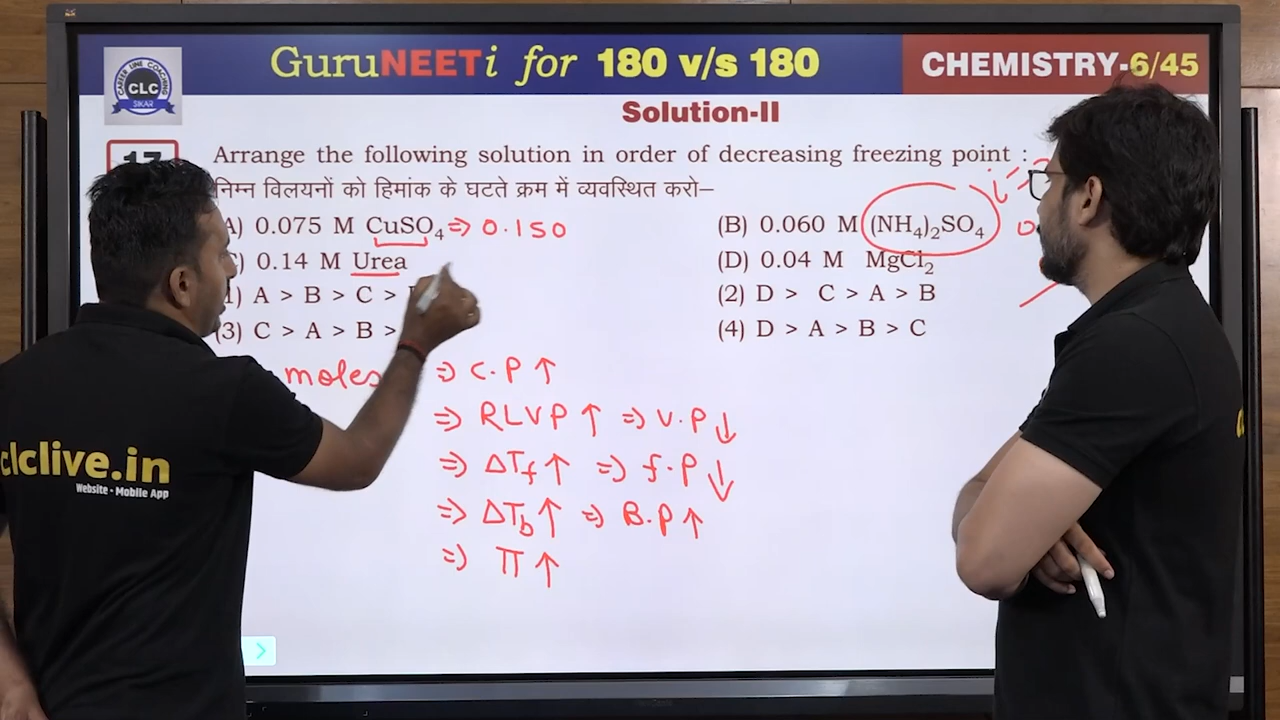 GuruNEETi for 180 v/s 180
CHEMISTRY-6/45
CAREER LINE COACHING
CLC
SIKAR
Solution-II
17
Arrange the following solution in order of decreasing freezing point :
निम्न विलयनों को हिमांक के घटते क्रम में व्यवस्थित करो–
A) 0.075 M CuSO₄ ⇒ 0.150
(B) 0.060 M (NH₄)₂SO₄ i
) 0.14 M Urea
(D) 0.04 M MgCl₂
1) A > B > C >
(2) D > C > A > B
(3) C > A > B >
(4) D > A > B > C
moles ⇒ C.P ↑
⇒ RLVP ↑ ⇒ V.P ↓
⇒ ΔTf ↑ ⇒ f.P ↓
⇒ ΔTb ↑ ⇒ B.P ↑
⇒ π ↑
clclive.in
Website • Mobile App